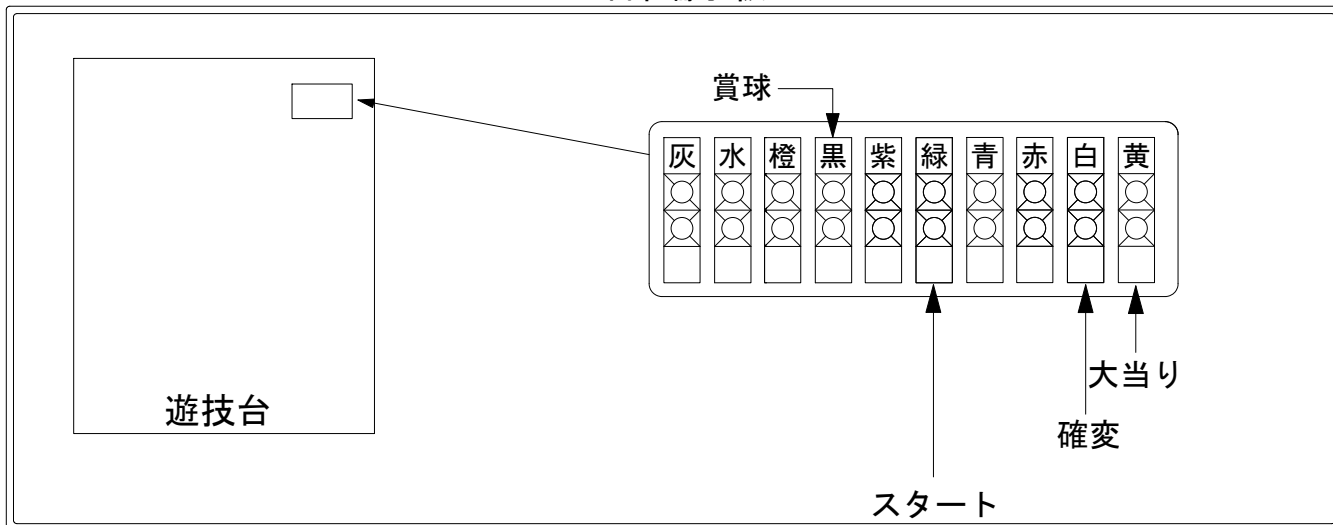 賞球
灰 水 橙 黒 紫 緑 青 赤 白 黄
大当り
遊技台
確変
スタート